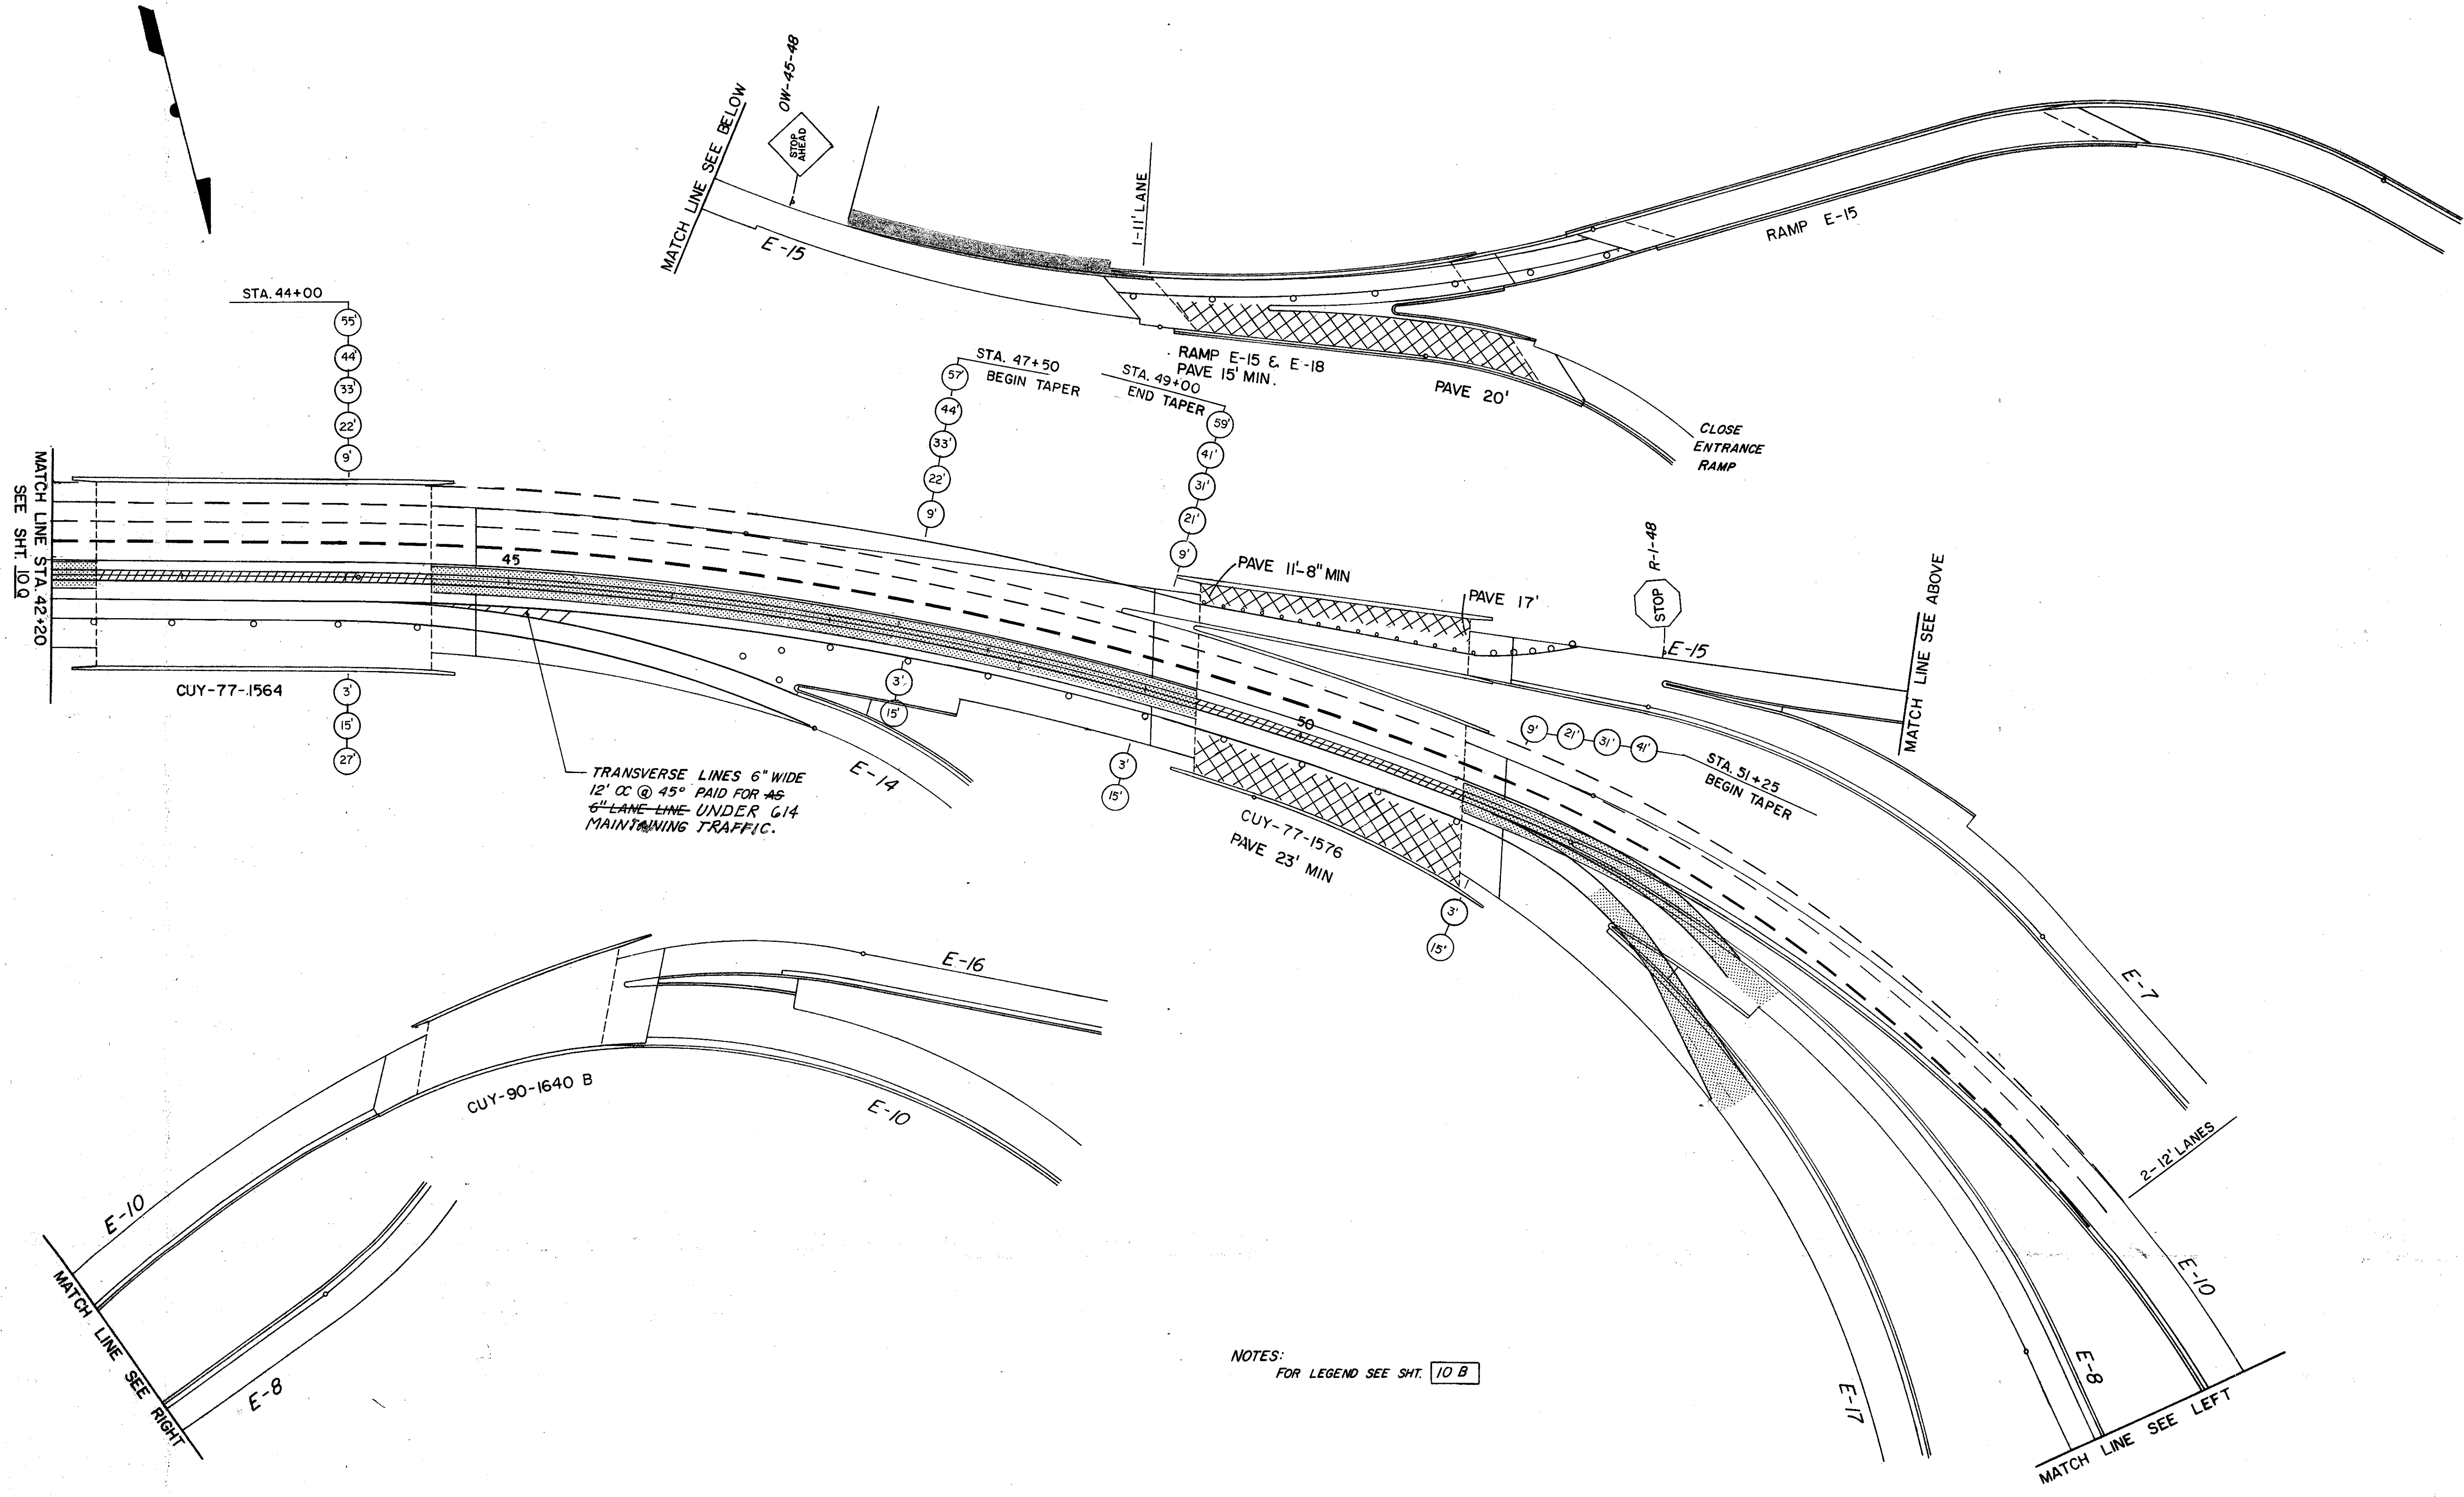 OW-45-48
STOP
AHEAD
MATCH LINE SEE BELOW
E-15
1-11' LANE
RAMP E-15
RAMP E-15 & E-18
PAVE 15' MIN.
PAVE 20'
CLOSE
ENTRANCE
RAMP
STA. 44+00
55'
44'
33'
22'
9'
STA. 47+50
BEGIN TAPER
57'
44'
33'
22'
9'
STA. 49+00
END TAPER
59'
41'
31'
21'
9'
MATCH LINE STA. 42+20
SEE SHT. 10Q
45
PAVE 11'-8" MIN
PAVE 17'
R-1-48
STOP
E-15
MATCH LINE SEE ABOVE
CUY-77-1564
3'
15'
27'
3'
15'
3'
15'
50
9' 21' 31' 41'
STA. 51+25
BEGIN TAPER
TRANSVERSE LINES 6" WIDE
12' OC @ 45° PAID FOR AS
6" LANE LINE UNDER 614
MAINTAINING TRAFFIC.
E-14
CUY-77-1576
PAVE 23' MIN
3'
15'
E-7
E-16
CUY-90-1640 B
E-10
E-10
E-8
MATCH LINE SEE RIGHT
2-12' LANES
E-10
E-8
E-17
MATCH LINE SEE LEFT
NOTES:
FOR LEGEND SEE SHT. 10 B